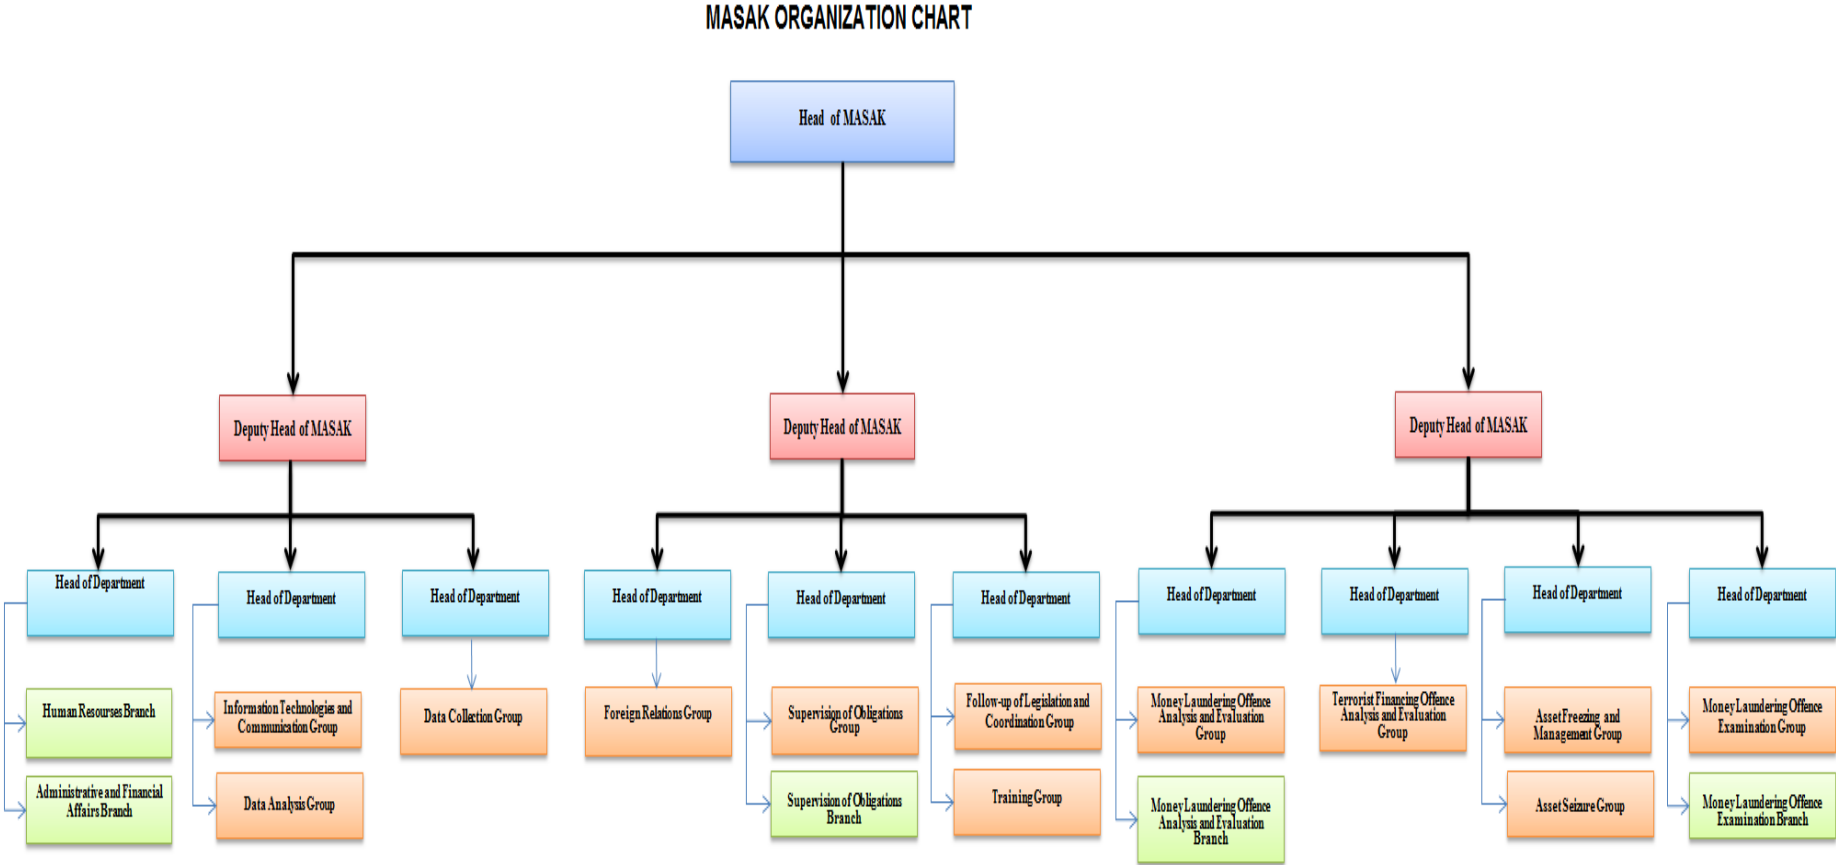 MASAK ORGANIZATION CHART
Head of MASAK
Deputy Head of MASAK
Deputy Head of MASAK
Deputy Head of MASAK
Head of Department
Head of Department
Head of Department
Head of Department
Head of Department
Head of Department
Head of Department
Head of Department
Head of Department
Head of Department
Human Resourses Branch
Administrative and Financial
Affairs Branch
Information Technologies and
Communication Group
Data Analysis Group
Data Collection Group
Foreign Relations Group
Supervision of Obligations
Group
Supervision of Obligations
Branch
Follow-up of Legislation and
Coordination Group
Training Group
Money Laundering Offence
Analysis and Evaluation
Group
Money Laundering Offence
Analysis and Evaluation
Branch
Terrorist Financing Offence
Analysis and Evaluation
Group
Asset Freezing and
Management Group
Asset Seizure Group
Money Laundering Offence
Examination Group
Money Laundering Offence
Examination Branch